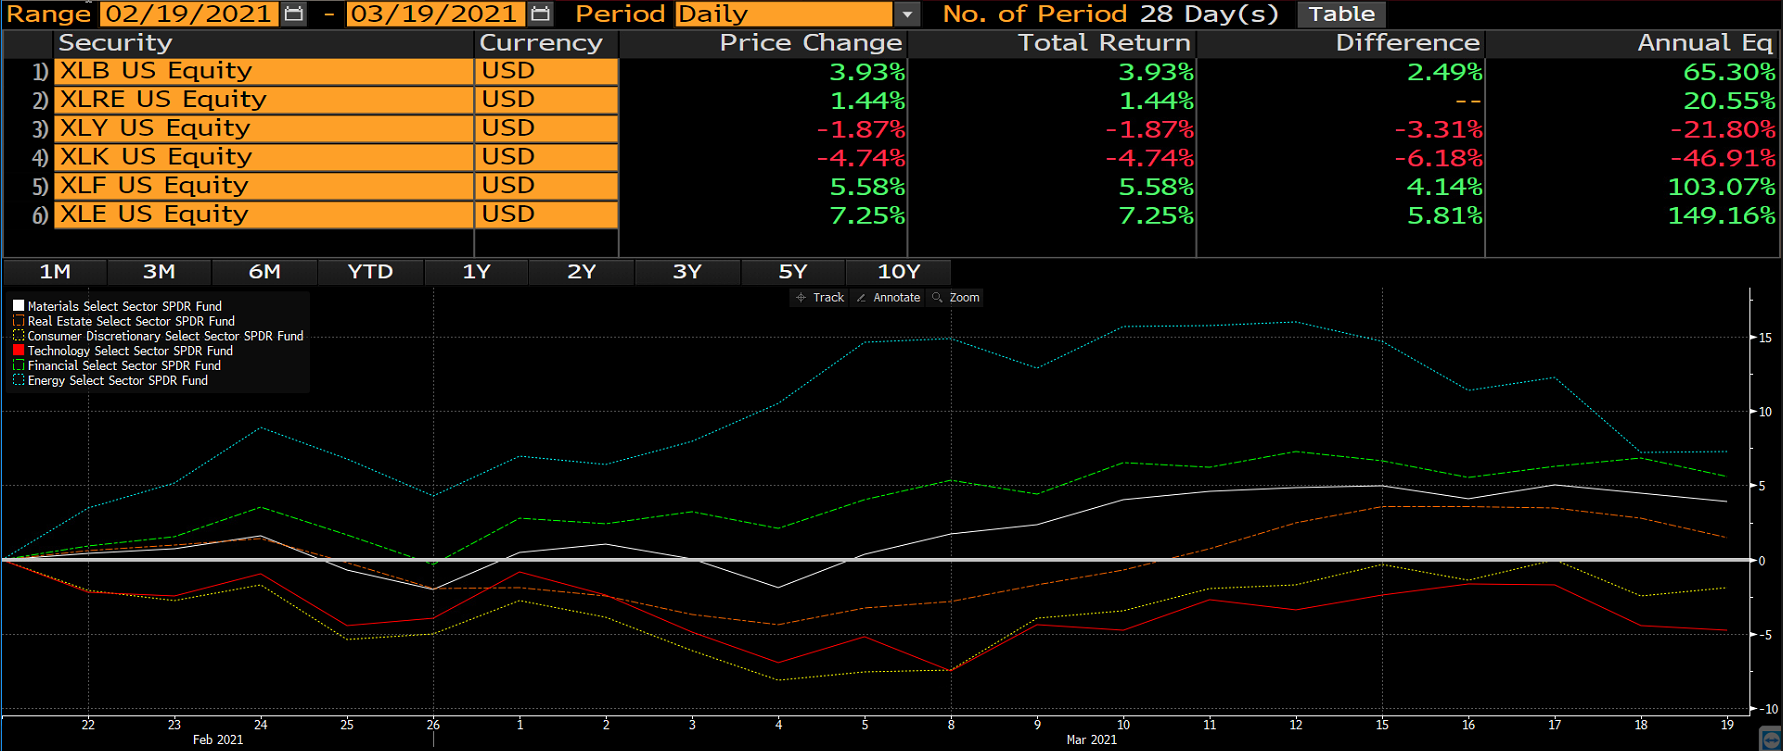 Range 02/19/2021 - 03/19/2021 Period Daily No. of Period 28 Day(s) Table
Security Currency Price Change Total Return Difference Annual Eq
1) XLB US Equity USD 3.93% 3.93% 2.49% 65.30%
2) XLRE US Equity USD 1.44% 1.44% -- 20.55%
3) XLY US Equity USD -1.87% -1.87% -3.31% -21.80%
4) XLK US Equity USD -4.74% -4.74% -6.18% -46.91%
5) XLF US Equity USD 5.58% 5.58% 4.14% 103.07%
6) XLE US Equity USD 7.25% 7.25% 5.81% 149.16%
1M 3M 6M YTD 1Y 2Y 3Y 5Y 10Y
Track Annotate Zoom
Materials Select Sector SPDR Fund
Real Estate Select Sector SPDR Fund
Consumer Discretionary Select Sector SPDR Fund
Technology Select Sector SPDR Fund
Financial Select Sector SPDR Fund
Energy Select Sector SPDR Fund
15
10
5
0
-5
-10
22 23 24 25 26 1 2 3 4 5 8 9 10 11 12 15 16 17 18 19
Feb 2021 Mar 2021